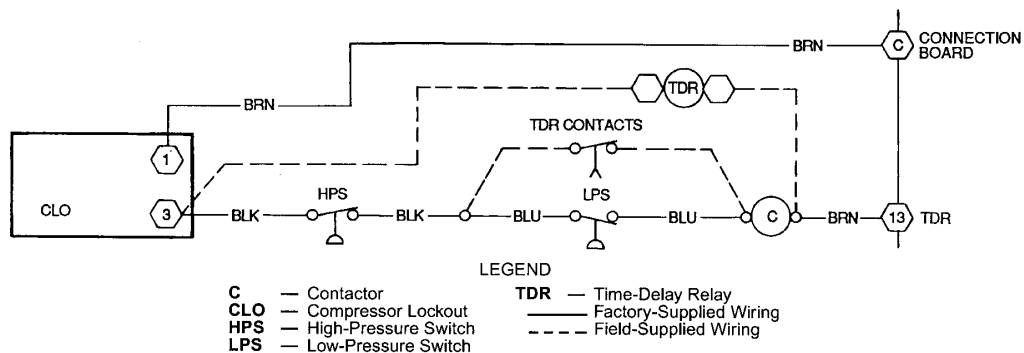 BRN
C
CONNECTION
BOARD
BRN
TDR
1
TDR CONTACTS
CLO
3
BLK
HPS
BLK
BLU
LPS
BLU
C
BRN
13
TDR
LEGEND
C — Contactor
CLO — Compressor Lockout
HPS — High-Pressure Switch
LPS — Low-Pressure Switch
TDR — Time-Delay Relay
Factory-Supplied Wiring
Field-Supplied Wiring